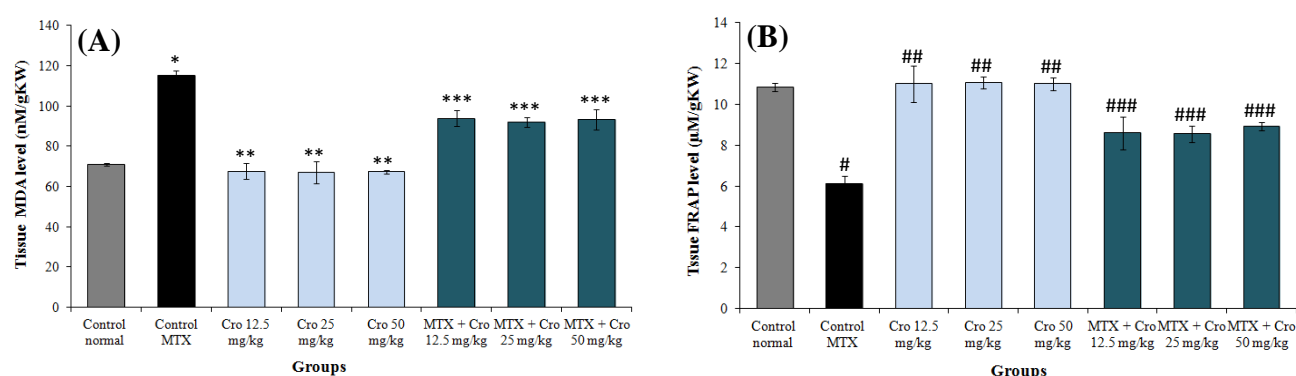 (A)
Tissue MDA level (nM/gKW)
140
120
100
80
60
40
20
0
*
**
**
**
***
***
***
Control normal
Control MTX
Cro 12.5 mg/kg
Cro 25 mg/kg
Cro 50 mg/kg
MTX + Cro 12.5 mg/kg
MTX + Cro 25 mg/kg
MTX + Cro 50 mg/kg
Groups
(B)
Tssue FRAP level (µM/gKW)
14
12
10
8
6
4
2
0
#
##
##
##
###
###
###
Control normal
Control MTX
Cro 12.5 mg/kg
Cro 25 mg/kg
Cro 50 mg/kg
MTX + Cro 12.5 mg/kg
MTX + Cro 25 mg/kg
MTX + Cro 50 mg/kg
Groups